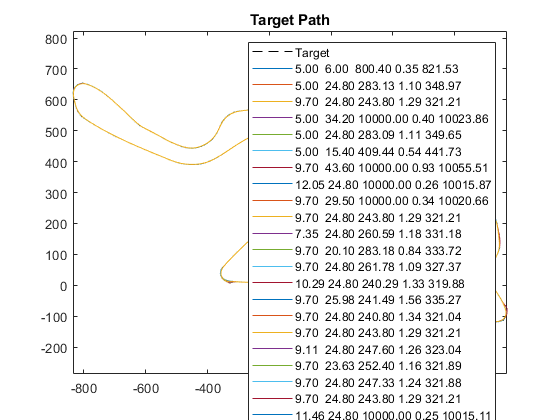 Target Path
800
700
600
500
400
300
200
100
0
-100
-200
-800
-600
-400
Target
5.00 6.00 800.40 0.35 821.53
5.00 24.80 283.13 1.10 348.97
9.70 24.80 243.80 1.29 321.21
5.00 34.20 10000.00 0.40 10023.86
5.00 24.80 283.09 1.11 349.65
5.00 15.40 409.44 0.54 441.73
9.70 43.60 10000.00 0.93 10055.51
12.05 24.80 10000.00 0.26 10015.87
9.70 29.50 10000.00 0.34 10020.66
9.70 24.80 243.80 1.29 321.21
7.35 24.80 260.59 1.18 331.18
9.70 20.10 283.18 0.84 333.72
9.70 24.80 261.78 1.09 327.37
10.29 24.80 240.29 1.33 319.88
9.70 25.98 241.49 1.56 335.27
9.70 24.80 240.80 1.34 321.04
9.70 24.80 243.80 1.29 321.21
9.11 24.80 247.60 1.26 323.04
9.70 23.63 252.40 1.16 321.89
9.70 24.80 247.33 1.24 321.88
9.70 24.80 243.80 1.29 321.21
11.46 24.80 10000.00 0.25 10015.11